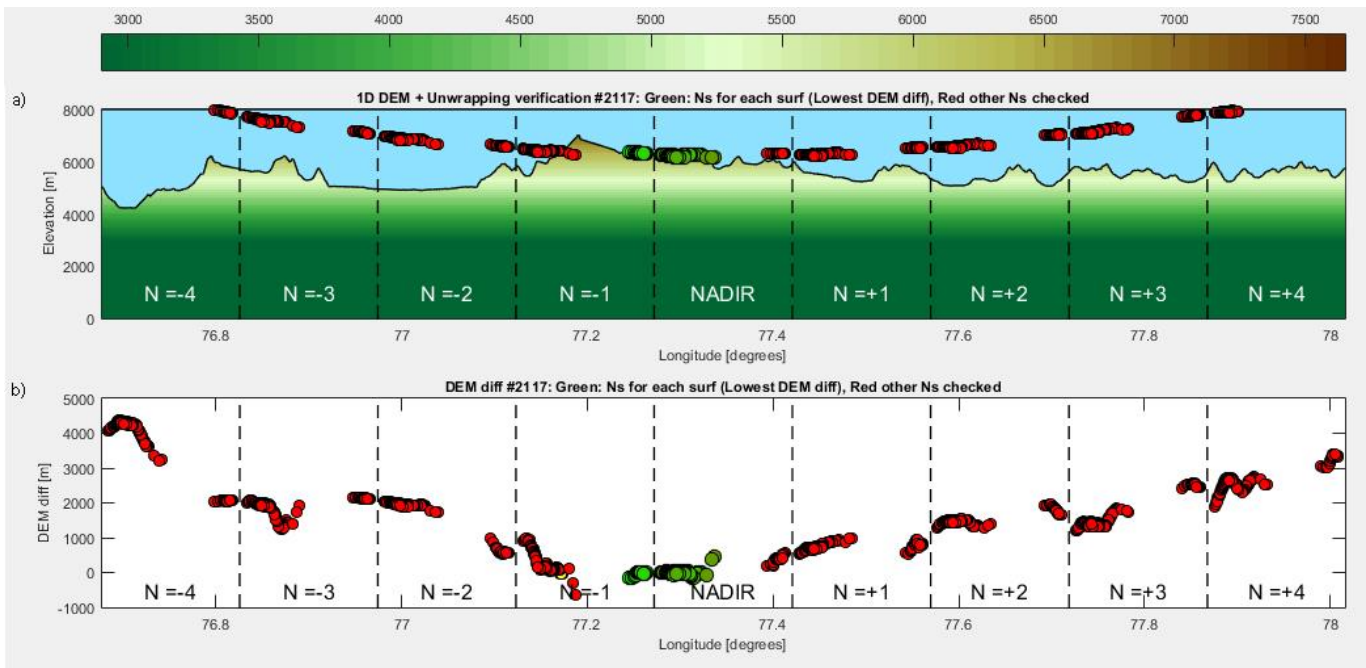 3000 3500 4000 4500 5000 5500 6000 6500 7000 7500
a)
1D DEM + Unwrapping verification #2117: Green: Ns for each surf (Lowest DEM diff), Red other Ns checked
8000
6000
4000
2000
0
Elevation [m]
N =-4 N =-3 N =-2 N =-1 NADIR N =+1 N =+2 N =+3 N =+4
76.8 77 77.2 77.4 77.6 77.8 78
Longitude [degrees]
b)
DEM diff #2117: Green: Ns for each surf (Lowest DEM diff), Red other Ns checked
5000
4000
3000
2000
1000
0
-1000
DEM diff [m]
N =-4 N =-3 N =-2 N =-1 NADIR N =+1 N =+2 N =+3 N =+4
76.8 77 77.2 77.4 77.6 77.8 78
Longitude [degrees]